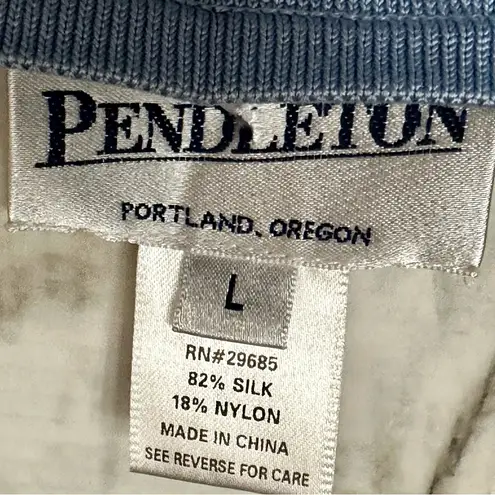 PENDLETON
PORTLAND, OREGON
L
RN#29685
82% SILK
18% NYLON
MADE IN CHINA
SEE REVERSE FOR CARE